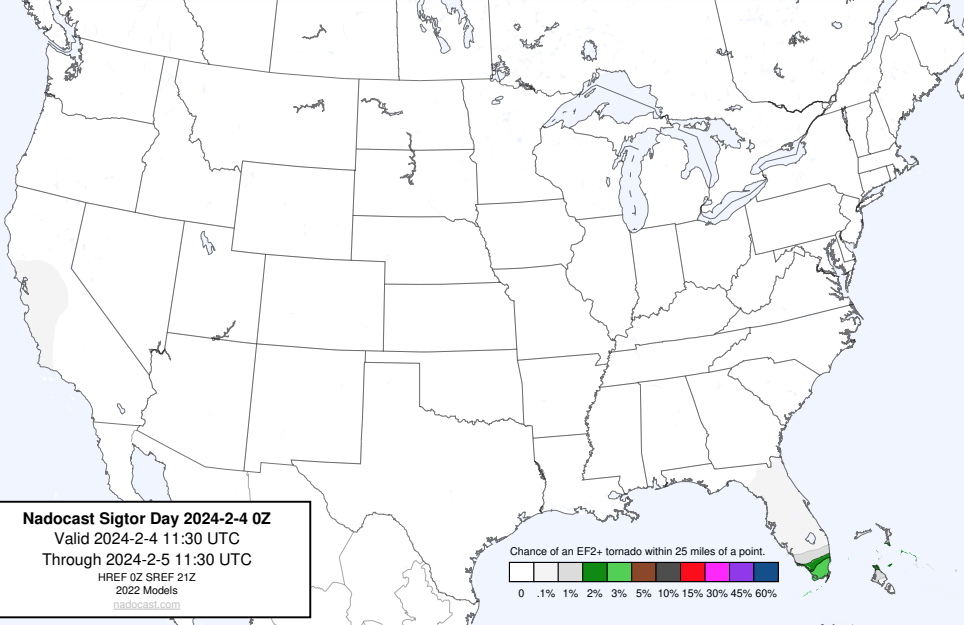 Nadocast Sigtor Day 2024-2-4 0Z
Valid 2024-2-4 11:30 UTC
Through 2024-2-5 11:30 UTC
HREF 0Z SREF 21Z
2022 Models
nadocast.com
Chance of an EF2+ tornado within 25 miles of a point.
0 .1% 1% 2% 3% 5% 10% 15% 30% 45% 60%